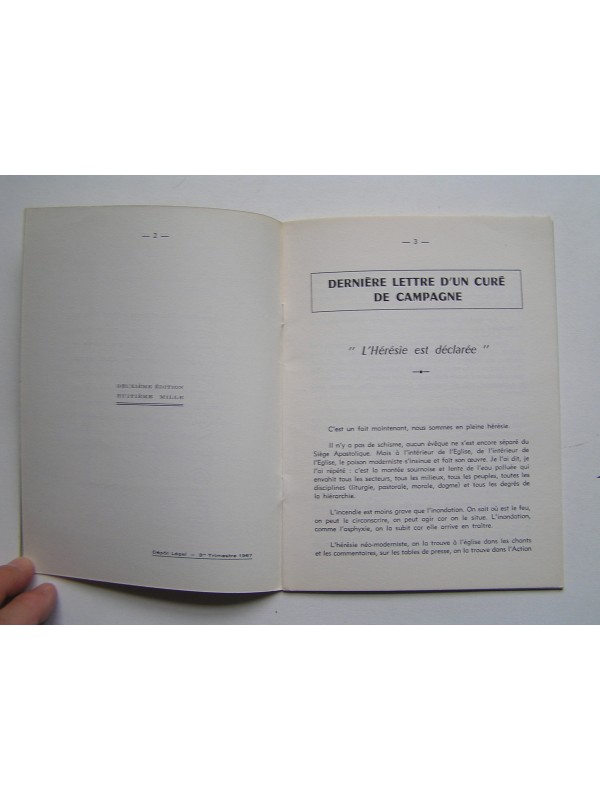 — 2 —
DEUXIÈME ÉDITION
HUITIÈME MILLE
Dépôt Légal - 3e Trimestre 1967
— 3 —
DERNIÈRE LETTRE D'UN CURÉ
DE CAMPAGNE
" L'Hérésie est déclarée "
C'est un fait maintenant, nous sommes en pleine hérésie.
Il n'y a pas de schisme, aucun évêque ne s'est encore séparé du
Siège Apostolique. Mais à l'intérieur de l'Eglise, de l'intérieur de
l'Eglise, le poison moderniste s'insinue et fait son œuvre. Je l'ai dit, je
l'ai répété : c'est la montée sournoise et lente de l'eau polluée qui
envahit tous les secteurs, tous les milieux, tous les peuples, toutes les
disciplines (liturgie, pastorale, morale, dogme) et tous les degrés de
la hiérarchie.
L'incendie est moins grave que l'inondation. On sait où est le feu,
on peut le circonscrire, on peut agir car on le situe. L'inondation,
comme l'asphyxie, on la subit car elle arrive en traître.
L'hérésie néo-moderniste, on la trouve à l'église dans les chants
et les commentaires, sur les tables de presse, on la trouve dans l'Action